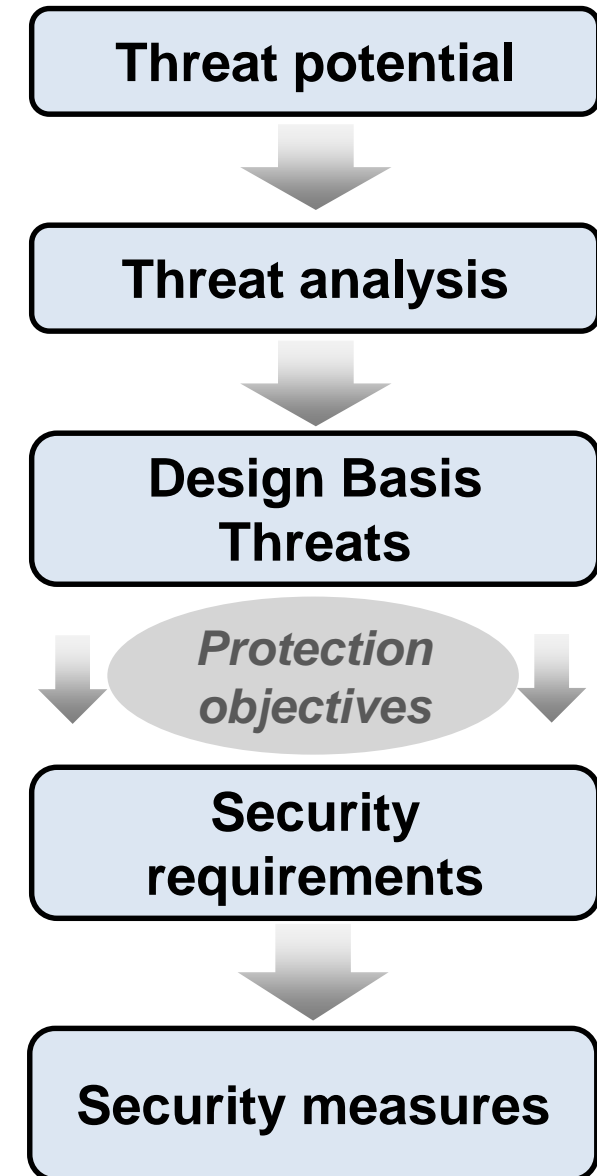 Threat potential
Threat analysis
Design Basis
Threats
Protection
objectives
Security
requirements
Security measures